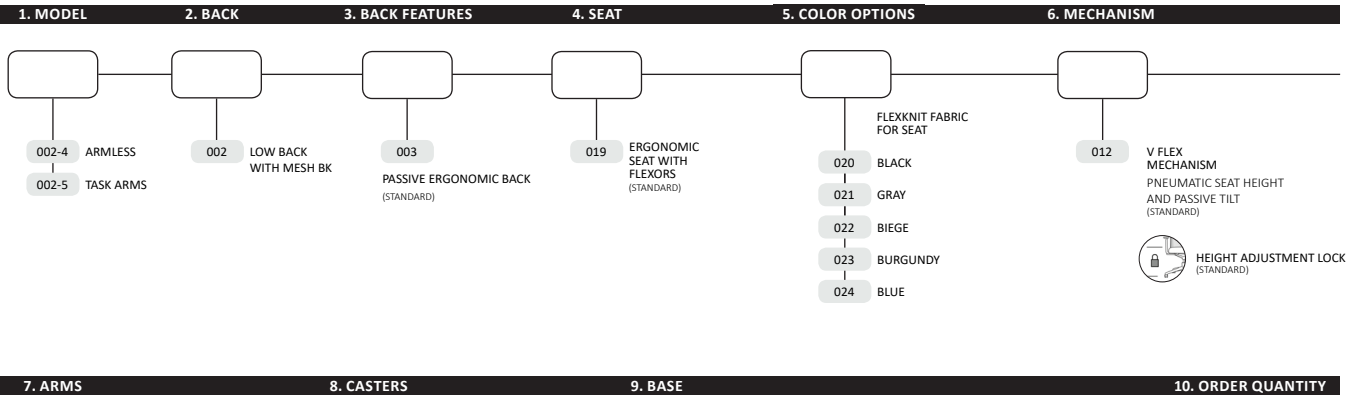 1. MODEL
2. BACK
3. BACK FEATURES
4. SEAT
5. COLOR OPTIONS
6. MECHANISM
002-4 ARMLESS
002-5 TASK ARMS
002 LOW BACK
WITH MESH BK
003
PASSIVE ERGONOMIC BACK
(STANDARD)
019 ERGONOMIC
SEAT WITH
FLEXORS
(STANDARD)
FLEXKNIT FABRIC
FOR SEAT
020 BLACK
021 GRAY
022 BIEGE
023 BURGUNDY
024 BLUE
012 V FLEX
MECHANISM
PNEUMATIC SEAT HEIGHT
AND PASSIVE TILT
(STANDARD)
HEIGHT ADJUSTMENT LOCK
(STANDARD)
7. ARMS
8. CASTERS
9. BASE
10. ORDER QUANTITY